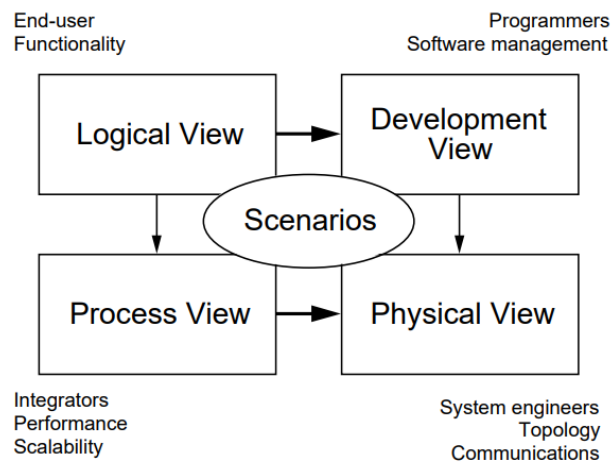 End-user
Functionality
Programmers
Software management
Logical View
Development
View
Scenarios
Process View
Physical View
Integrators
Performance
Scalability
System engineers
Topology
Communications